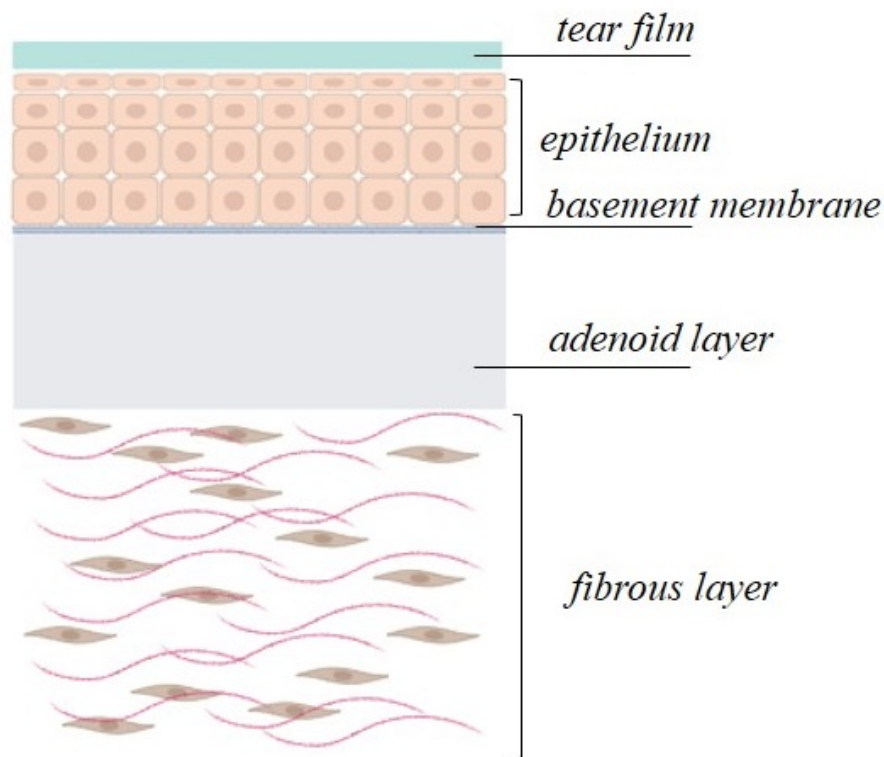 tear film
epithelium
basement membrane
adenoid layer
fibrous layer